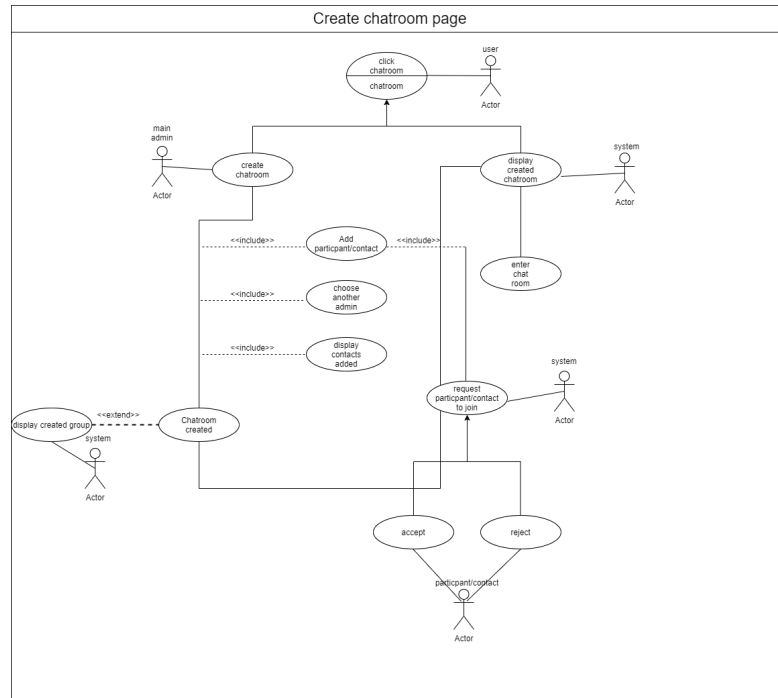 Create chatroom page
user
click
chatroom
chatroom
Actor
main
admin
create
chatroom
Actor
system
display
created
chatroom
Actor
<<include>>
Add
particpant/contact
<<include>>
enter
chat
room
<<include>>
choose
another
admin
<<include>>
display
contacts
added
system
request
particpant/contact
to join
Actor
<<extend>>
display created group
Chatroom
created
system
Actor
accept
reject
particpant/contact
Actor